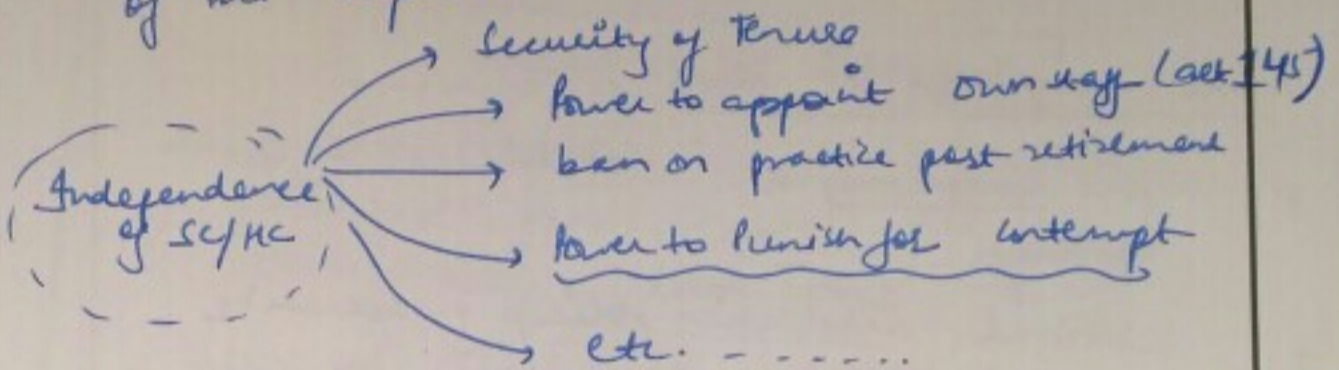 of
Security of Tenure
Power to appoint own staff (art 145)
ban on practice post retirement
Independence
of SC/HC
Power to Punish for contempt
etc. - - - - - . .